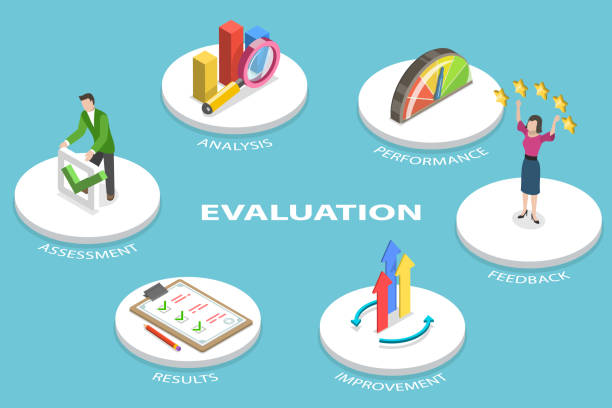 ANALYSIS
PERFORMANCE
ASSESSMENT
EVALUATION
FEEDBACK
RESULTS
IMPROVEMENT